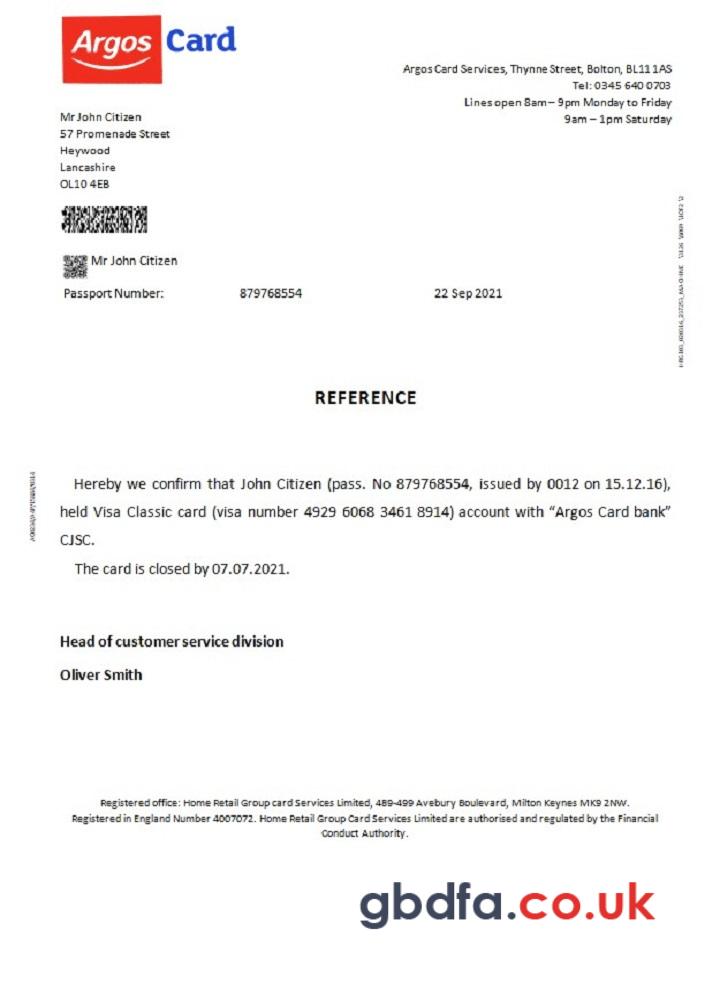 Argos Card
Argos Card Services, Thynne Street, Bolton, BL11 1AS
Tel: 0345 640 0703
Lines open 8am – 9pm Monday to Friday
9am – 1pm Saturday
Mr John Citizen
57 Promenade Street
Heywood
Lancashire
OL10 4EB
Mr John Citizen
Passport Number: 879768554 22 Sep 2021
REFERENCE
Hereby we confirm that John Citizen (pass. No 879768554, issued by 0012 on 15.12.16),
held Visa Classic card (visa number 4929 6068 3461 8914) account with “Argos Card bank”
CJSC.
The card is closed by 07.07.2021.
Head of customer service division
Oliver Smith
Registered office: Home Retail Group card Services Limited, 489-499 Avebury Boulevard, Milton Keynes MK9 2NW.
Registered in England Number 4007072. Home Retail Group Card Services Limited are authorised and regulated by the Financial
Conduct Authority.
gbdfa.co.uk